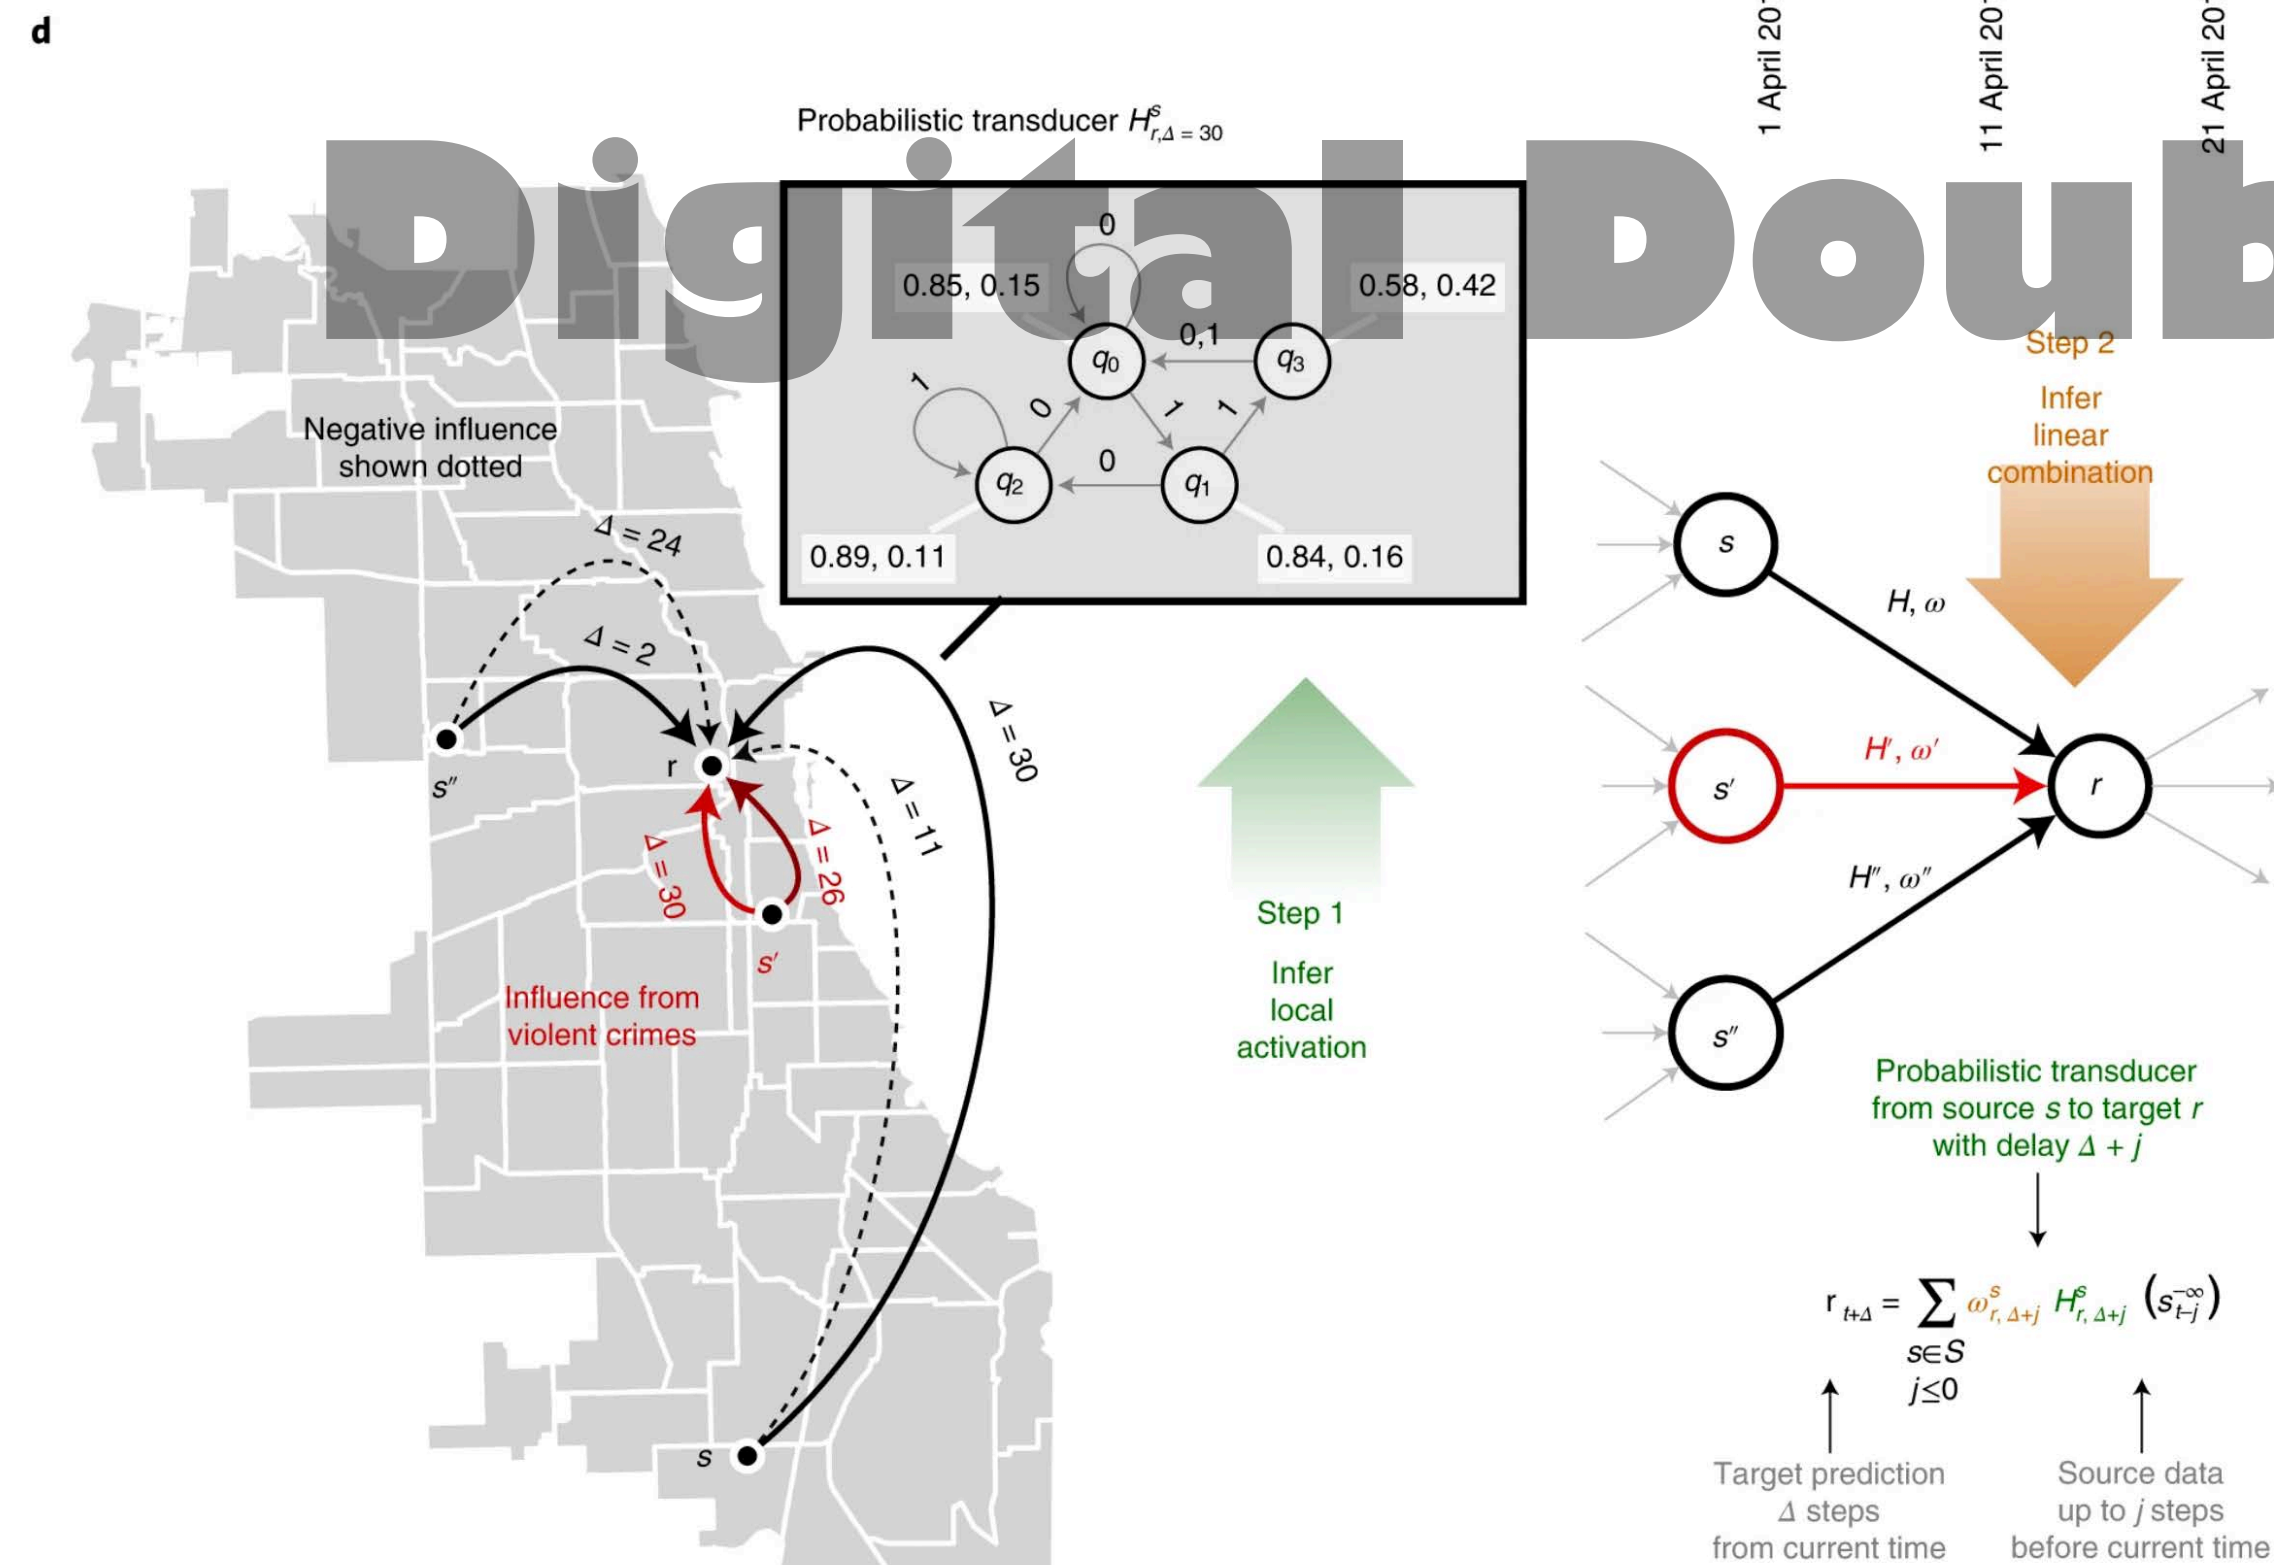 d
1 April 20
11 April 20
21 April 20
Probabilistic transducer H^s_{r,Δ = 30}
Digital Doub
0
0.85, 0.15
0.58, 0.42
0,1
q0
q3
1
0
1
1
0
q2
q1
0.89, 0.11
0.84, 0.16
Negative influence
shown dotted
Δ = 24
Δ = 2
Δ = 30
Δ = 11
s″
r
Δ = 30
Δ = 26
s′
Influence from
violent crimes
s
Step 1
Infer
local
activation
Step 2
Infer
linear
combination
s
H, ω
s′
H′, ω′
r
H″, ω″
s″
Probabilistic transducer
from source s to target r
with delay Δ + j
r_{t+Δ} = ∑ ω^s_{r, Δ+j} H^s_{r, Δ+j} (s^{−∞}_{t−j})
s∈S
j≤0
Target prediction
Δ steps
from current time
Source data
up to j steps
before current time